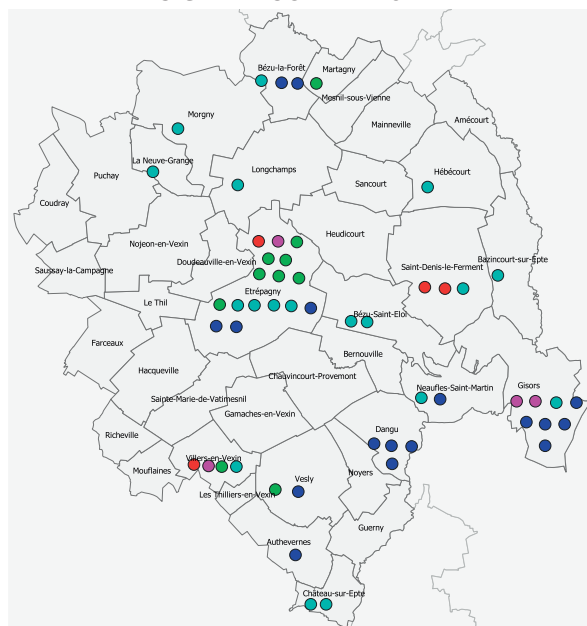 Bézu-la-Forêt
Martagny
Mesnil-sous-Vienne
Morgny
Mainneville
Amécourt
La Neuve-Grange
Longchamps
Hébécourt
Puchay
Sancourt
Coudray
Heudicourt
Nojeon-en-Vexin
Doudeauville-en-Vexin
Bazincourt-sur-Epte
Saint-Denis-le-Ferment
Saussay-la-Campagne
Etrépagny
Le Thil
Bézu-Saint-Eloi
Farceaux
Bernouville
Hacqueville
Chauvincourt-Provemont
Neaufles-Saint-Martin
Gisors
Sainte-Marie-de-Vatimesnil
Gamaches-en-Vexin
Richeville
Dangu
Villers-en-Vexin
Mouflaines
Noyers
Vesly
Les Thilliers-en-Vexin
Guerny
Authevernes
Château-sur-Epte